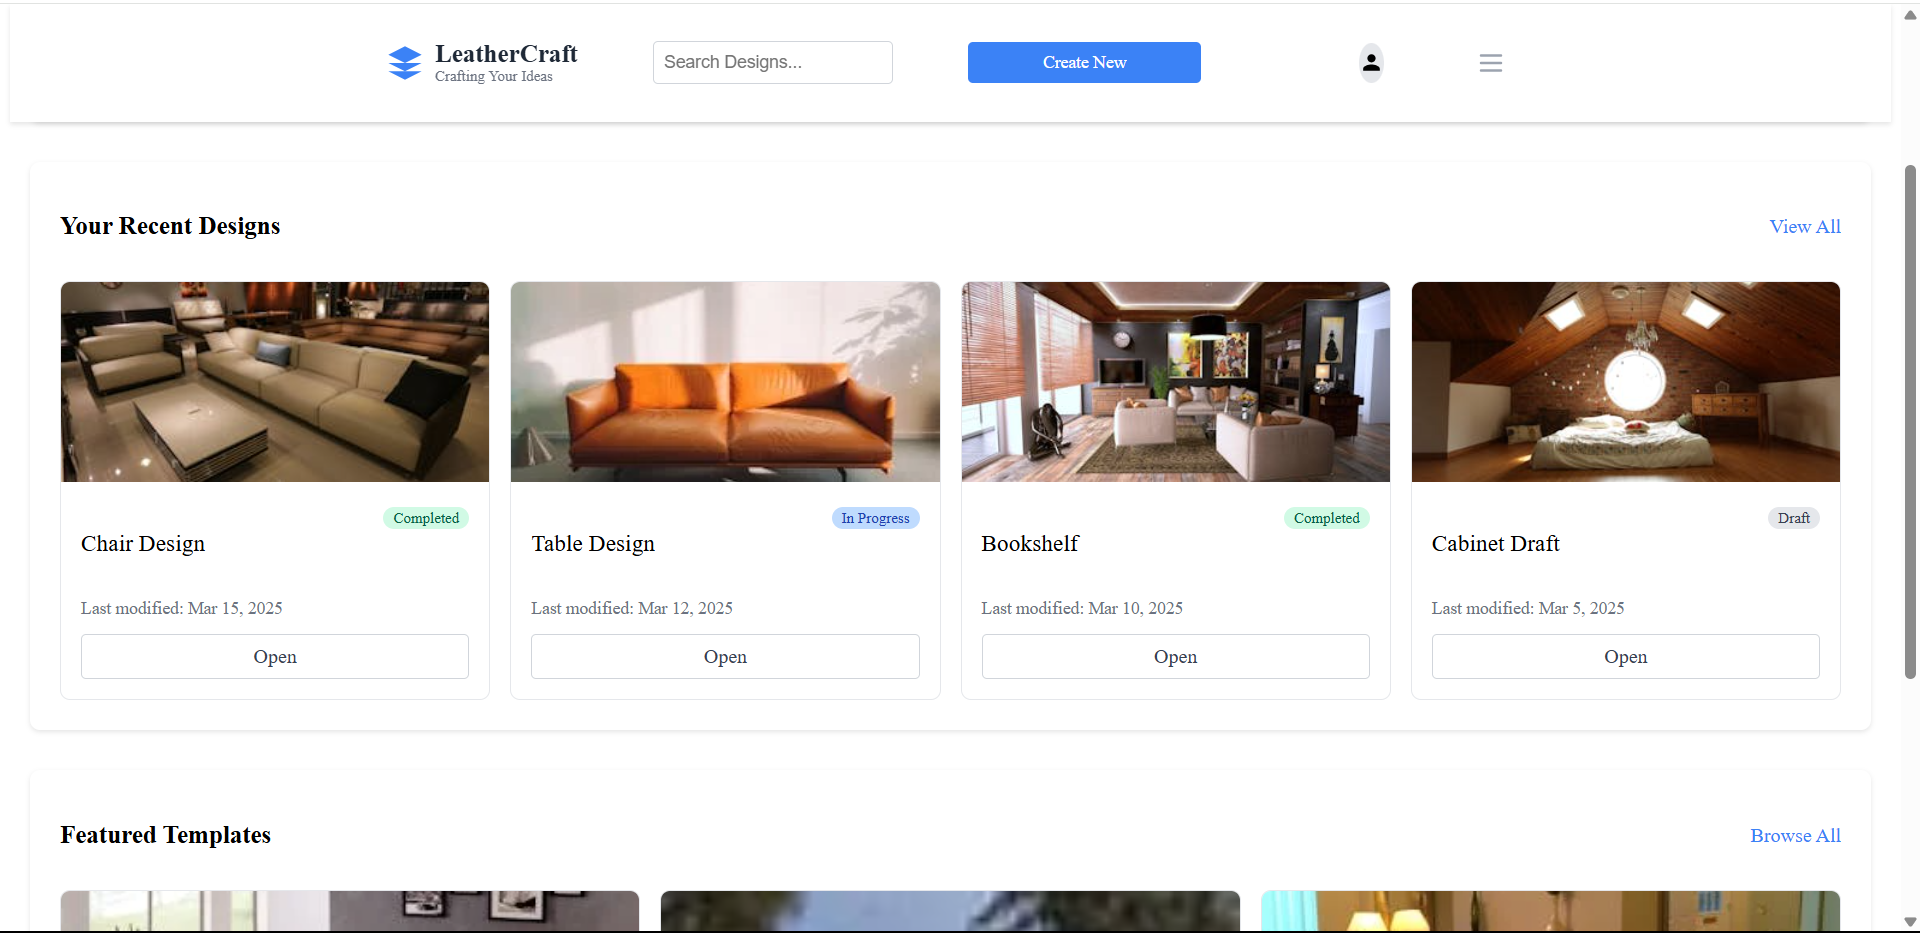 LeatherCraft
Crafting Your Ideas
Search Designs...
Create New
Your Recent Designs
View All
Completed
Chair Design
Last modified: Mar 15, 2025
Open
In Progress
Table Design
Last modified: Mar 12, 2025
Open
Completed
Bookshelf
Last modified: Mar 10, 2025
Open
Draft
Cabinet Draft
Last modified: Mar 5, 2025
Open
Featured Templates
Browse All